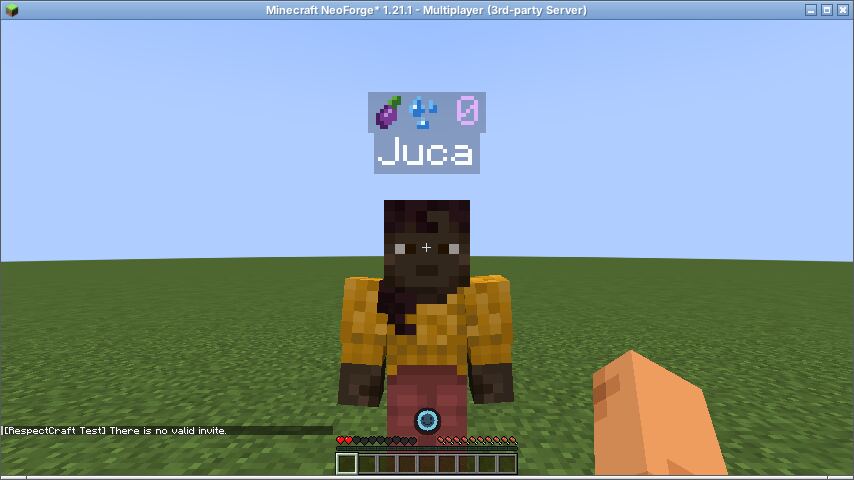 Minecraft NeoForge* 1.21.1 - Multiplayer (3rd-party Server)
0
Juca
[RespectCraft Test] There is no valid invite.